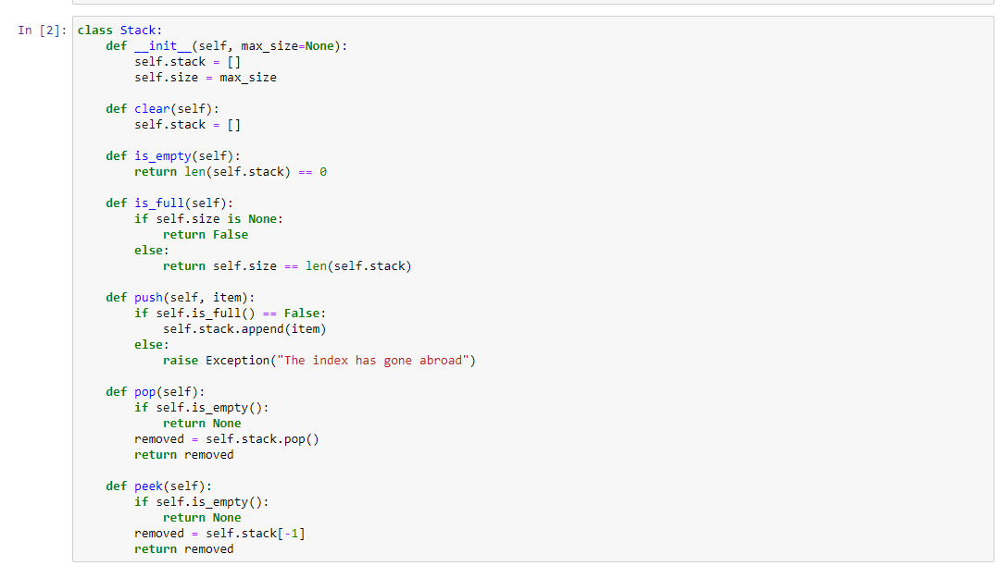 In [2]: class Stack:
    def __init__(self, max_size=None):
        self.stack = []
        self.size = max_size

    def clear(self):
        self.stack = []

    def is_empty(self):
        return len(self.stack) == 0

    def is_full(self):
        if self.size is None:
            return False
        else:
            return self.size == len(self.stack)

    def push(self, item):
        if self.is_full() == False:
            self.stack.append(item)
        else:
            raise Exception("The index has gone abroad")

    def pop(self):
        if self.is_empty():
            return None
        removed = self.stack.pop()
        return removed

    def peek(self):
        if self.is_empty():
            return None
        removed = self.stack[-1]
        return removed